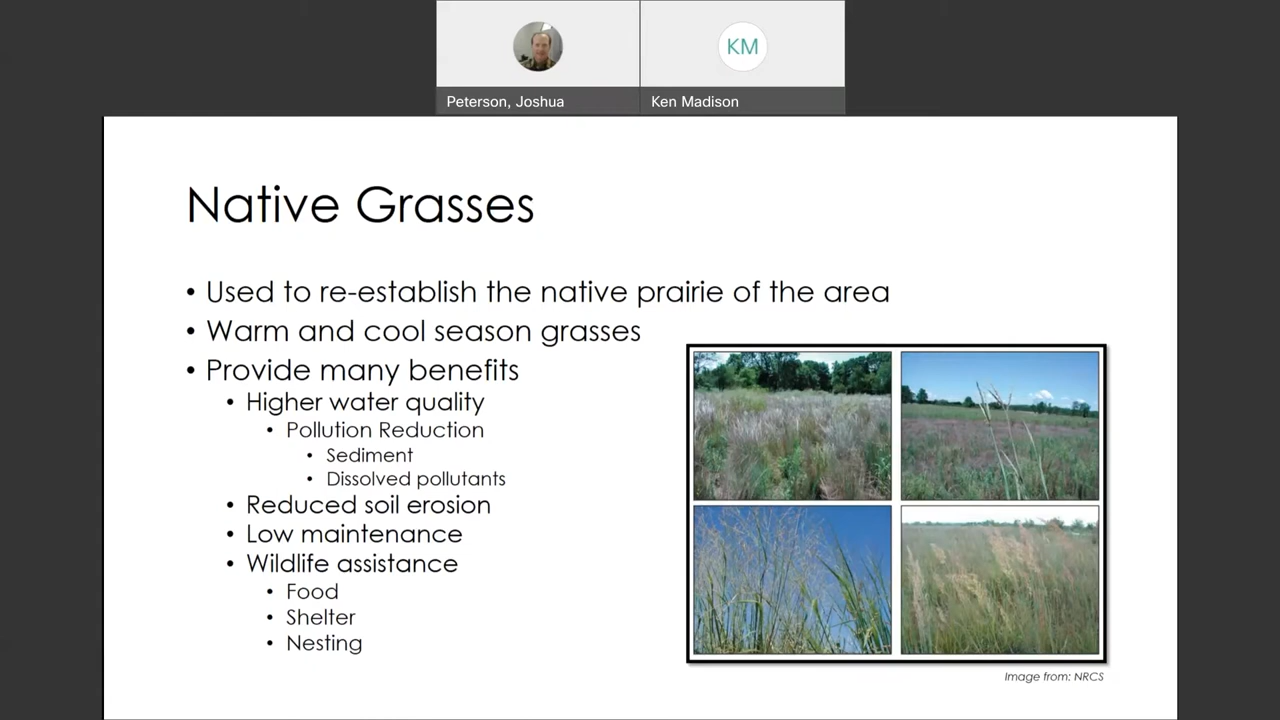 KM
Peterson, Joshua
Ken Madison
Native Grasses
• Used to re-establish the native prairie of the area
• Warm and cool season grasses
• Provide many benefits
• Higher water quality
• Pollution Reduction
• Sediment
• Dissolved pollutants
• Reduced soil erosion
• Low maintenance
• Wildlife assistance
• Food
• Shelter
• Nesting
Image from: NRCS